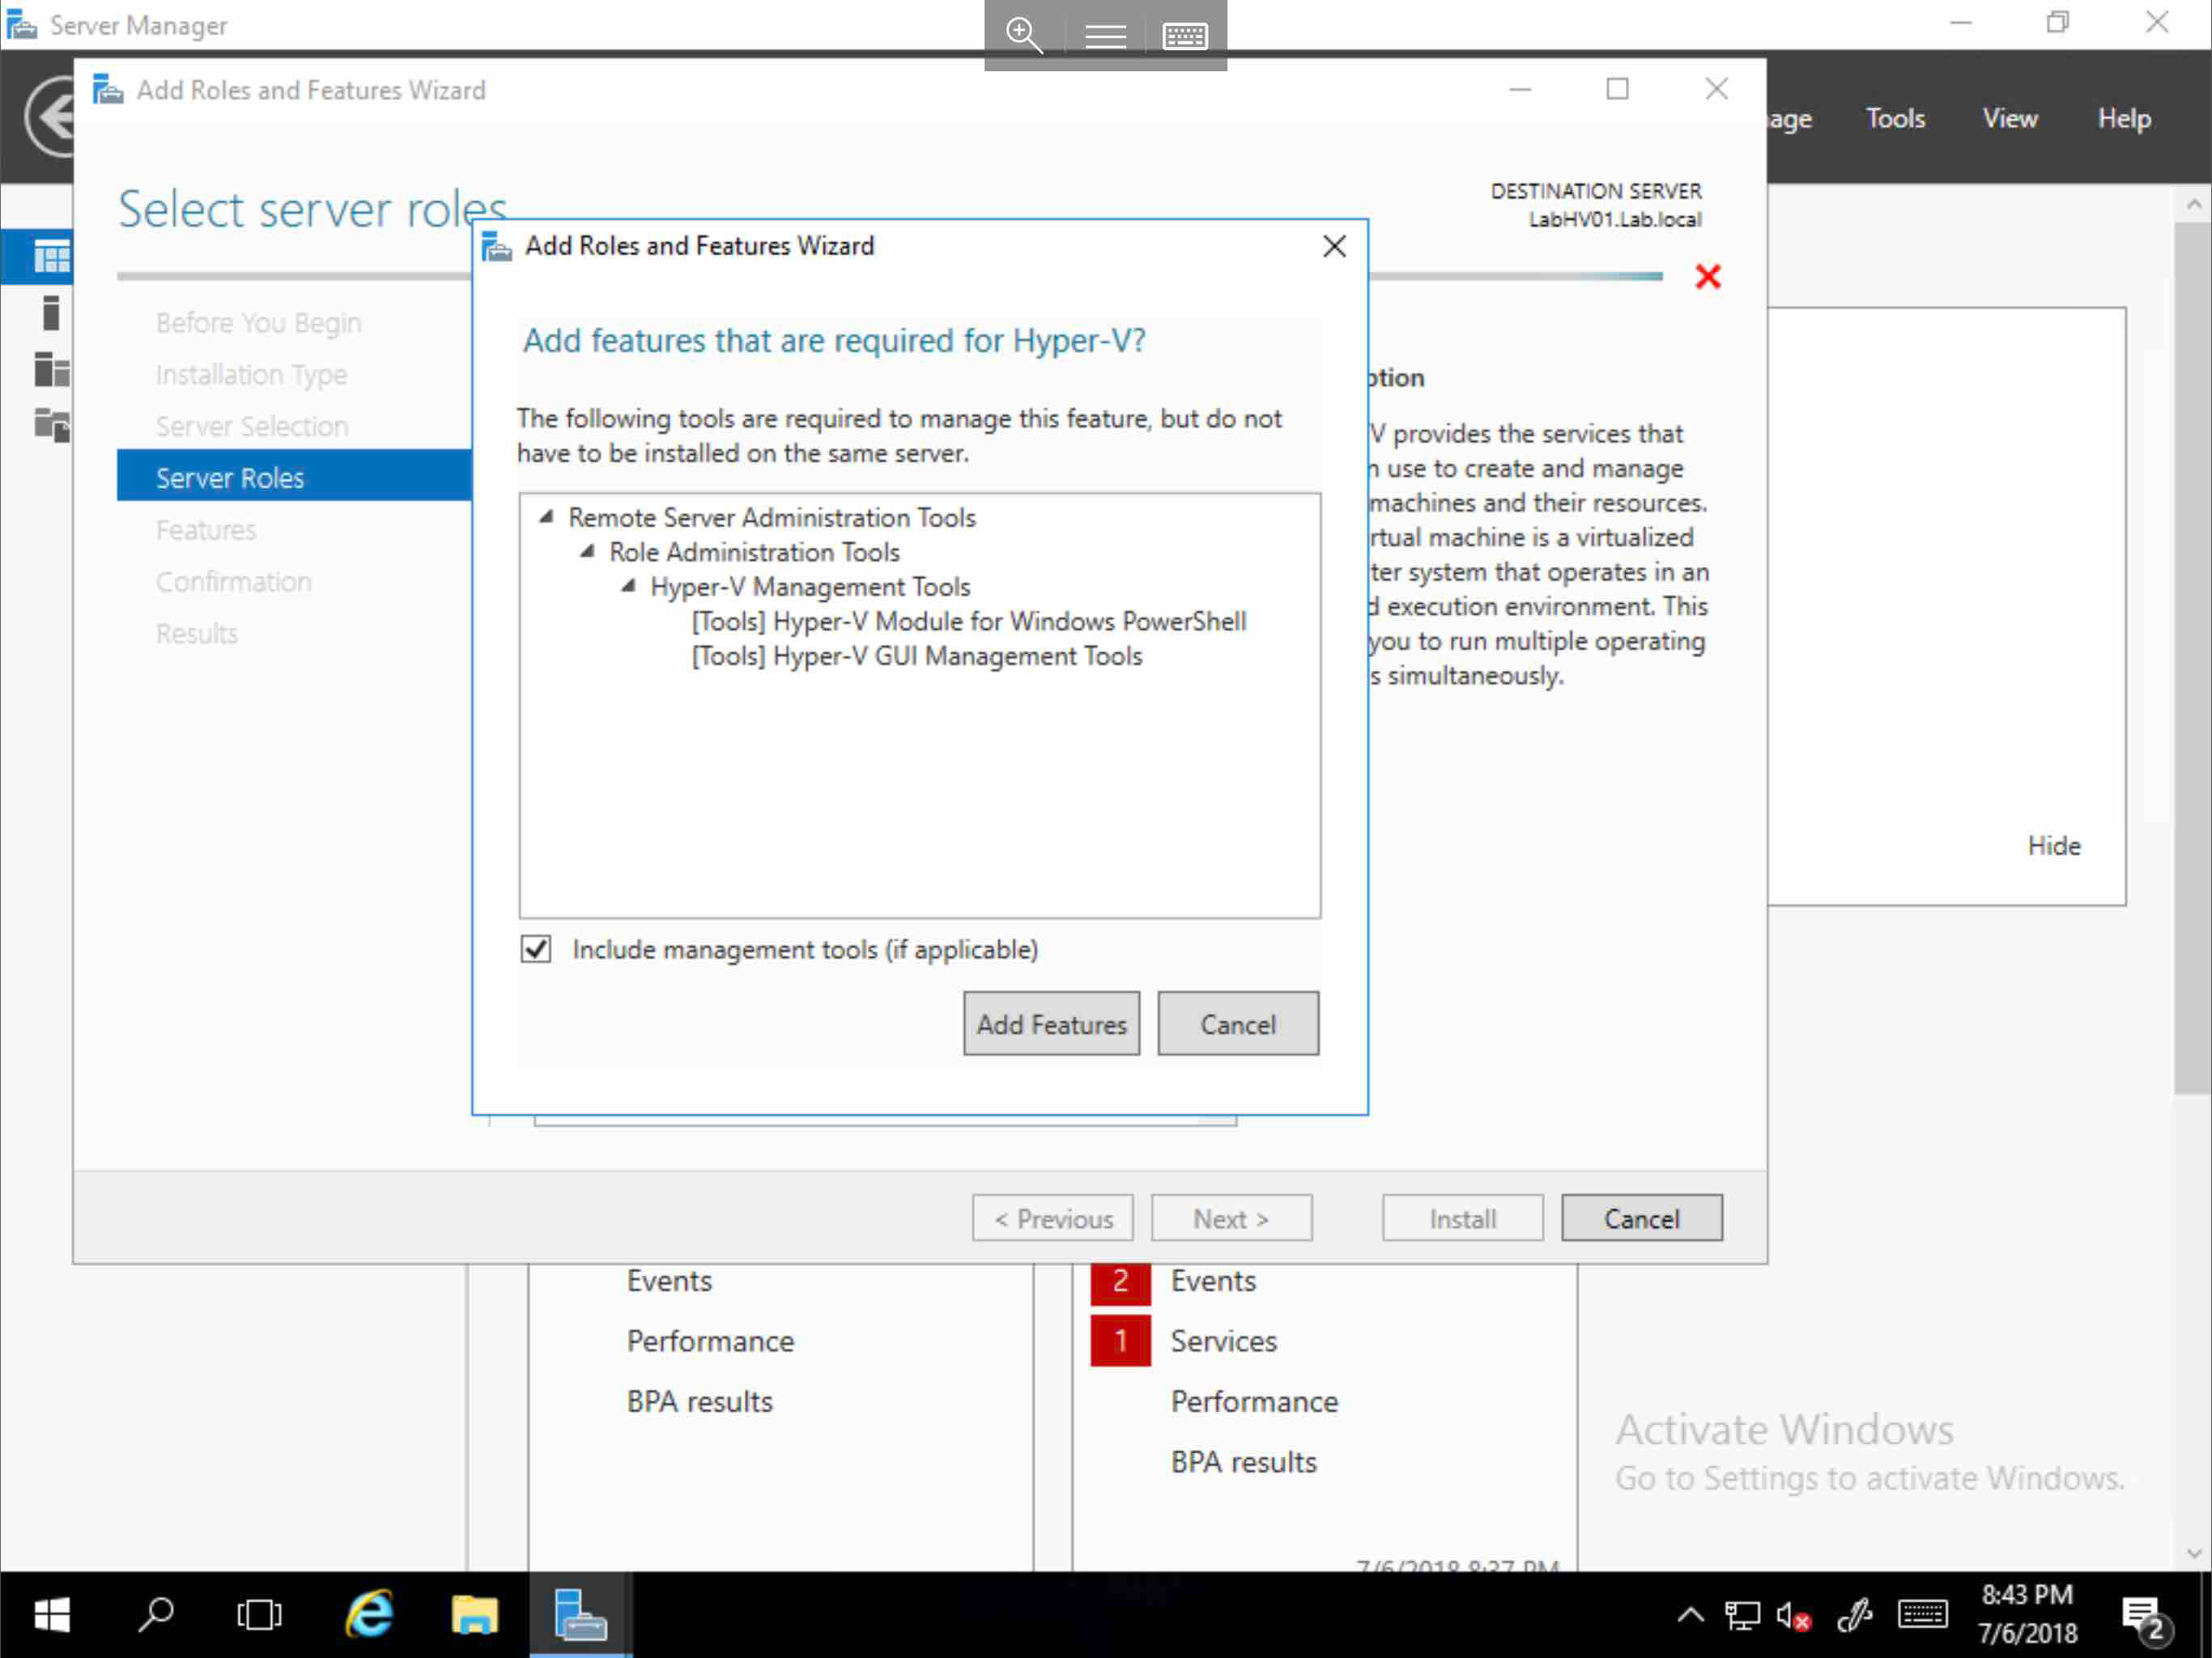 Server Manager
Add Roles and Features Wizard
Tools
View
Help
Select server roles
DESTINATION SERVER
LabHV01.Lab.local
Add Roles and Features Wizard
Before You Begin
Installation Type
Server Selection
Server Roles
Features
Confirmation
Results
Add features that are required for Hyper-V?
The following tools are required to manage this feature, but do not
have to be installed on the same server.
Remote Server Administration Tools
Role Administration Tools
Hyper-V Management Tools
[Tools] Hyper-V Module for Windows PowerShell
[Tools] Hyper-V GUI Management Tools
Include management tools (if applicable)
Add Features
Cancel
V provides the services that
use to create and manage
machines and their resources.
virtual machine is a virtualized
system that operates in an
execution environment. This
you to run multiple operating
simultaneously.
Hide
< Previous
Next >
Install
Cancel
Events
Performance
BPA results
2 Events
1 Services
Performance
BPA results
7/6/2018 8:37 PM
Activate Windows
Go to Settings to activate Windows.
8:43 PM
7/6/2018
2